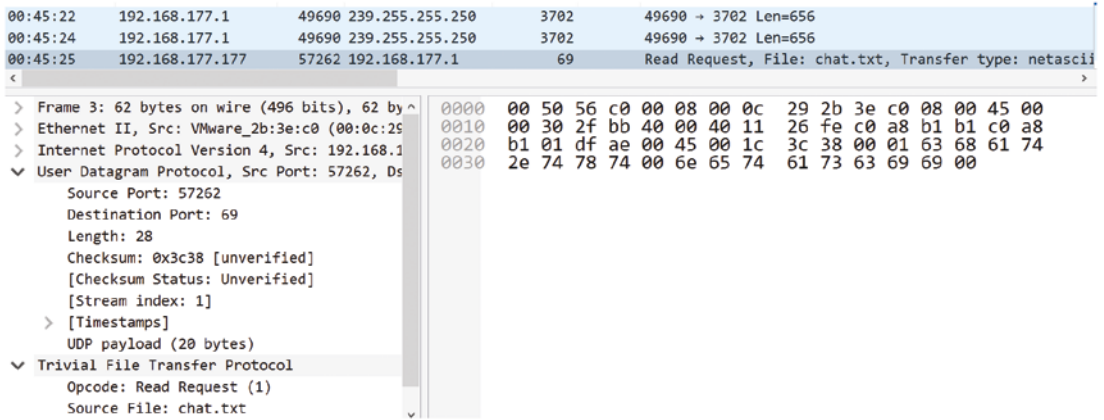 00:45:22 192.168.177.1 49690 239.255.255.250 3702 49690 → 3702 Len=656
00:45:24 192.168.177.1 49690 239.255.255.250 3702 49690 → 3702 Len=656
00:45:25 192.168.177.177 57262 192.168.177.1 69 Read Request, File: chat.txt, Transfer type: netascii
Frame 3: 62 bytes on wire (496 bits), 62 by
Ethernet II, Src: VMware_2b:3e:c0 (00:0c:29
Internet Protocol Version 4, Src: 192.168.1
User Datagram Protocol, Src Port: 57262, Ds
Source Port: 57262
Destination Port: 69
Length: 28
Checksum: 0x3c38 [unverified]
[Checksum Status: Unverified]
[Stream index: 1]
[Timestamps]
UDP payload (20 bytes)
Trivial File Transfer Protocol
Opcode: Read Request (1)
Source File: chat.txt
0000 00 50 56 c0 00 08 00 0c 29 2b 3e c0 08 00 45 00
0010 00 30 2f bb 40 00 40 11 26 fe c0 a8 b1 b1 c0 a8
0020 b1 01 df ae 00 45 00 1c 3c 38 00 01 63 68 61 74
0030 2e 74 78 74 00 6e 65 74 61 73 63 69 69 00